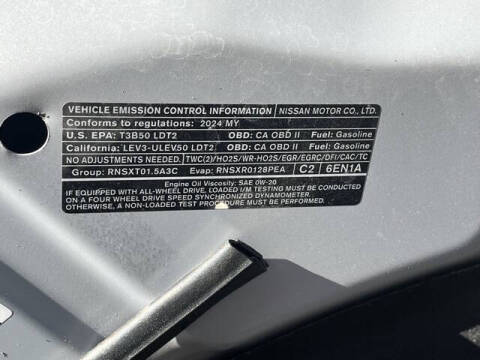 VEHICLE EMISSION CONTROL INFORMATION NISSAN MOTOR CO., LTD.
Conforms to regulations: 2024 MY
U.S. EPA: T3B50 LDT2 OBD: CA OBD II Fuel: Gasoline
California: LEV3-ULEV50 LDT2 OBD: CA OBD II Fuel: Gasoline
NO ADJUSTMENTS NEEDED. TWC(2)/HO2S/WR-HO2S/EGR/EGRC/DFI/CAC/TC
Group: RNSXT01.5A3C Evap: RNSXR0128PEA C2 6EN1A
Engine Oil Viscosity: SAE 0W-20
IF EQUIPPED WITH ALL-WHEEL DRIVE, LOADED I/M TESTING MUST BE CONDUCTED
ON A FOUR WHEEL DRIVE SPEED SYNCHRONIZED DYNAMOMETER.
OTHERWISE, A NON-LOADED TEST PROCEDURE MUST BE CONDUCTED.